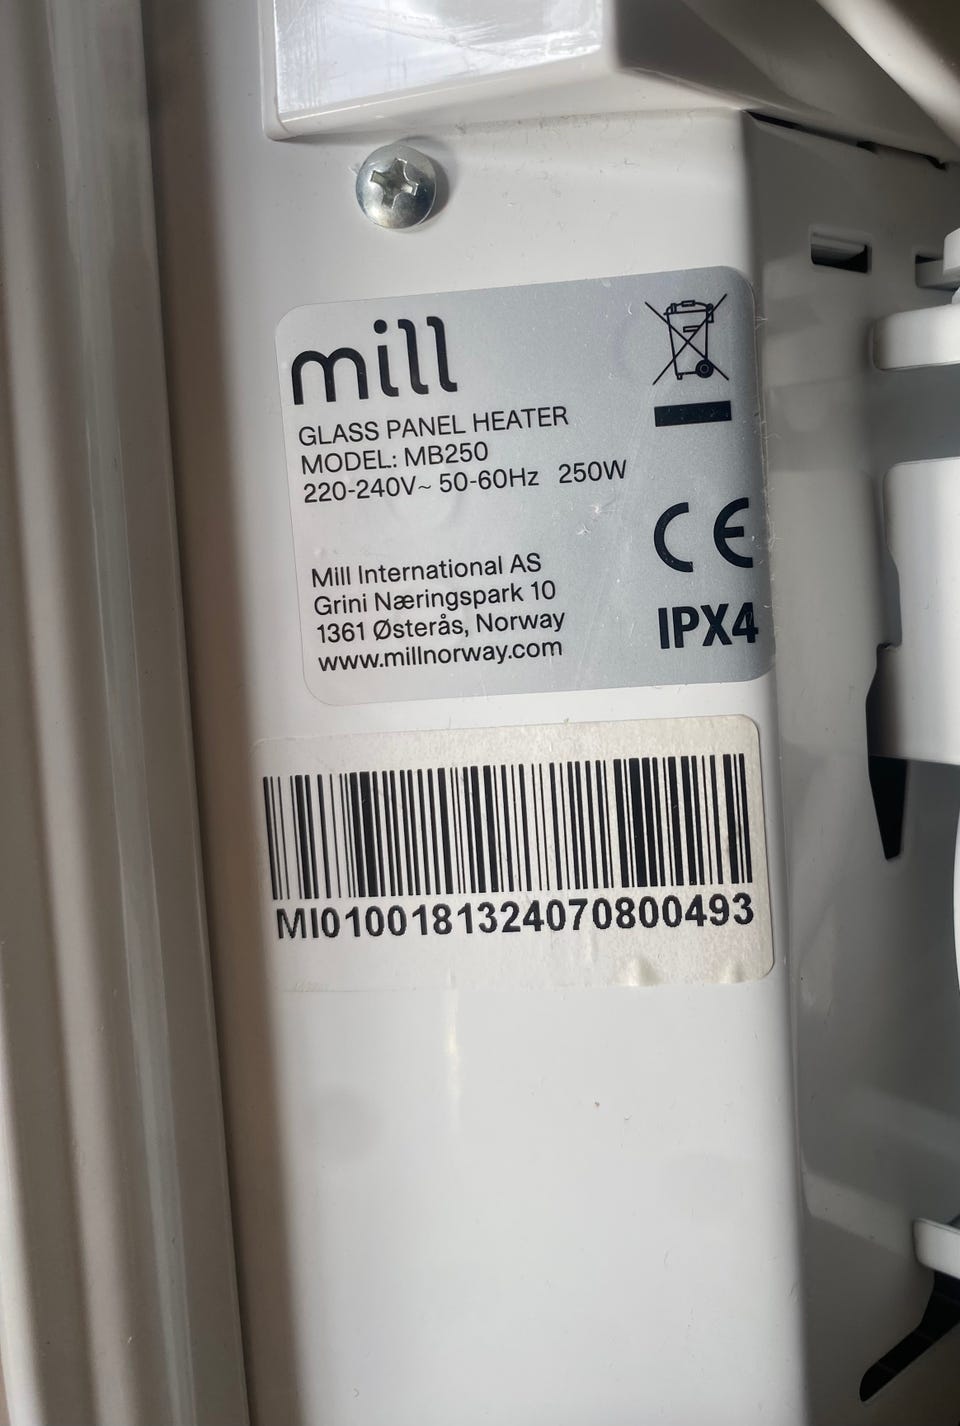 mill
GLASS PANEL HEATER
MODEL: MB250
220-240V~ 50-60Hz 250W
Mill International AS
Grini Næringspark 10
1361 Østerås, Norway
www.millnorway.com
CE
IPX4
MI0100181324070800493